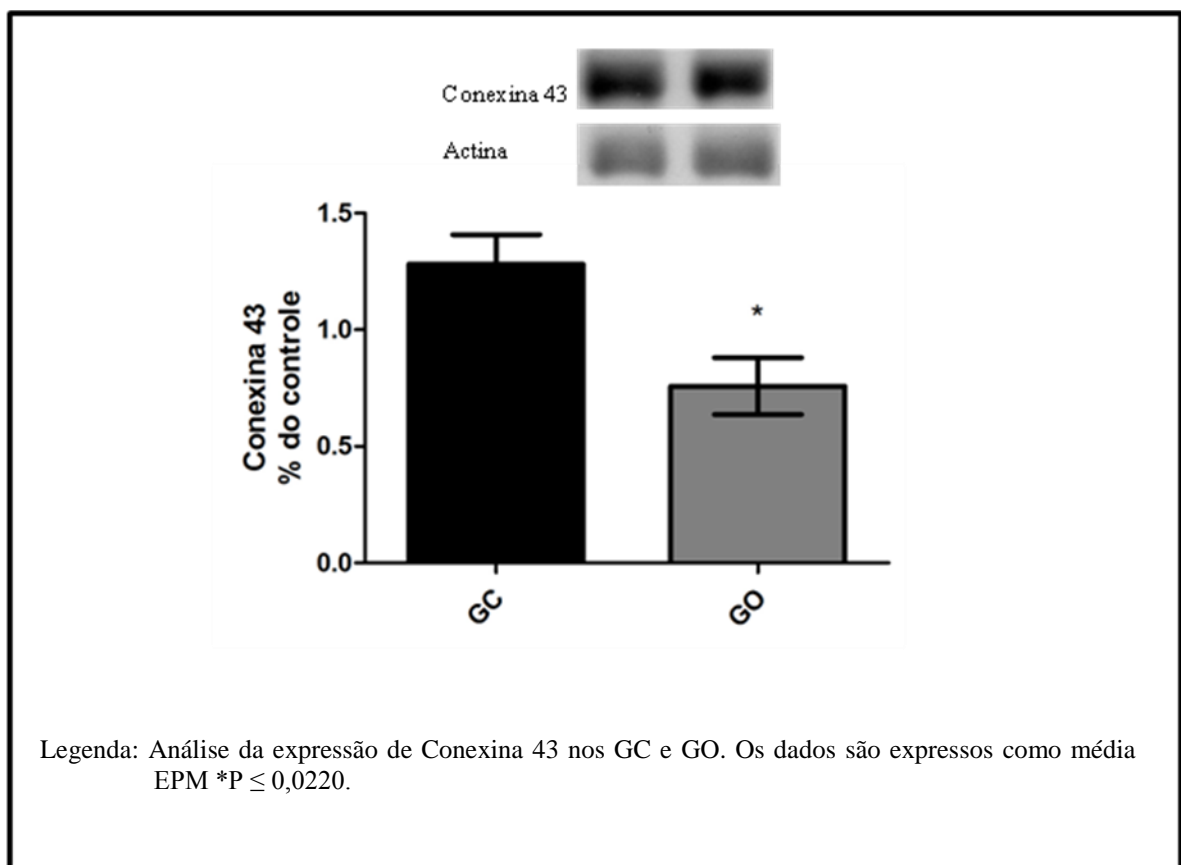 Conexina 43
Actina
1.5
1.0
0.5
0.0
Conexina 43
% do controle
*
GC
GO
Legenda: Análise da expressão de Conexina 43 nos GC e GO. Os dados são expressos como média
EPM *P ≤ 0,0220.